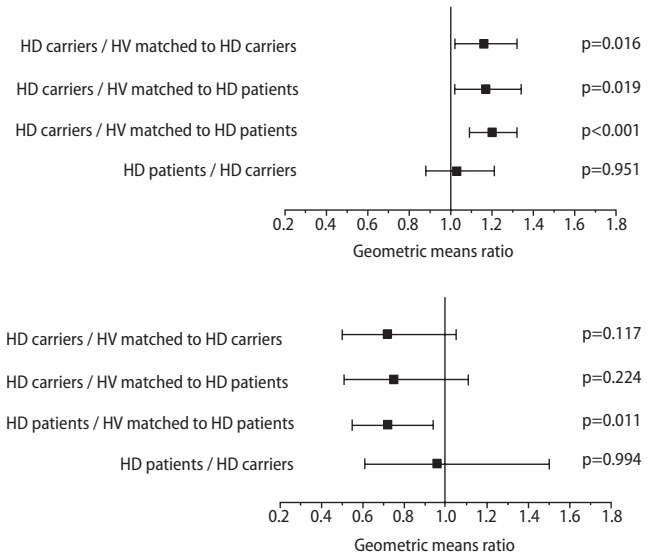 HD carriers / HV matched to HD carriers p=0.016
HD carriers / HV matched to HD patients p=0.019
HD carriers / HV matched to HD patients p<0.001
HD patients / HD carriers p=0.951
0.2 0.4 0.6 0.8 1.0 1.2 1.4 1.6 1.8
Geometric means ratio
HD carriers / HV matched to HD carriers p=0.117
HD carriers / HV matched to HD patients p=0.224
HD patients / HV matched to HD patients p=0.011
HD patients / HD carriers p=0.994
0.2 0.4 0.6 0.8 1.0 1.2 1.4 1.6 1.8
Geometric means ratio